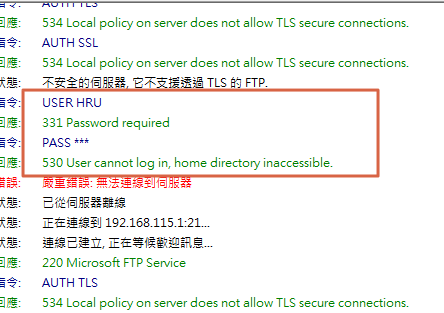 指令: AUTH TLS
回應: 534 Local policy on server does not allow TLS secure connections.
指令: AUTH SSL
回應: 534 Local policy on server does not allow TLS secure connections.
狀態: 不安全的伺服器, 它不支援透過 TLS 的 FTP.
指令: USER HRU
回應: 331 Password required
指令: PASS ***
回應: 530 User cannot log in, home directory inaccessible.
錯誤: 嚴重錯誤: 無法連線到伺服器
狀態: 已從伺服器離線
狀態: 正在連線到 192.168.115.1:21...
狀態: 連線已建立, 正在等候歡迎訊息...
回應: 220 Microsoft FTP Service
指令: AUTH TLS
回應: 534 Local policy on server does not allow TLS secure connections.